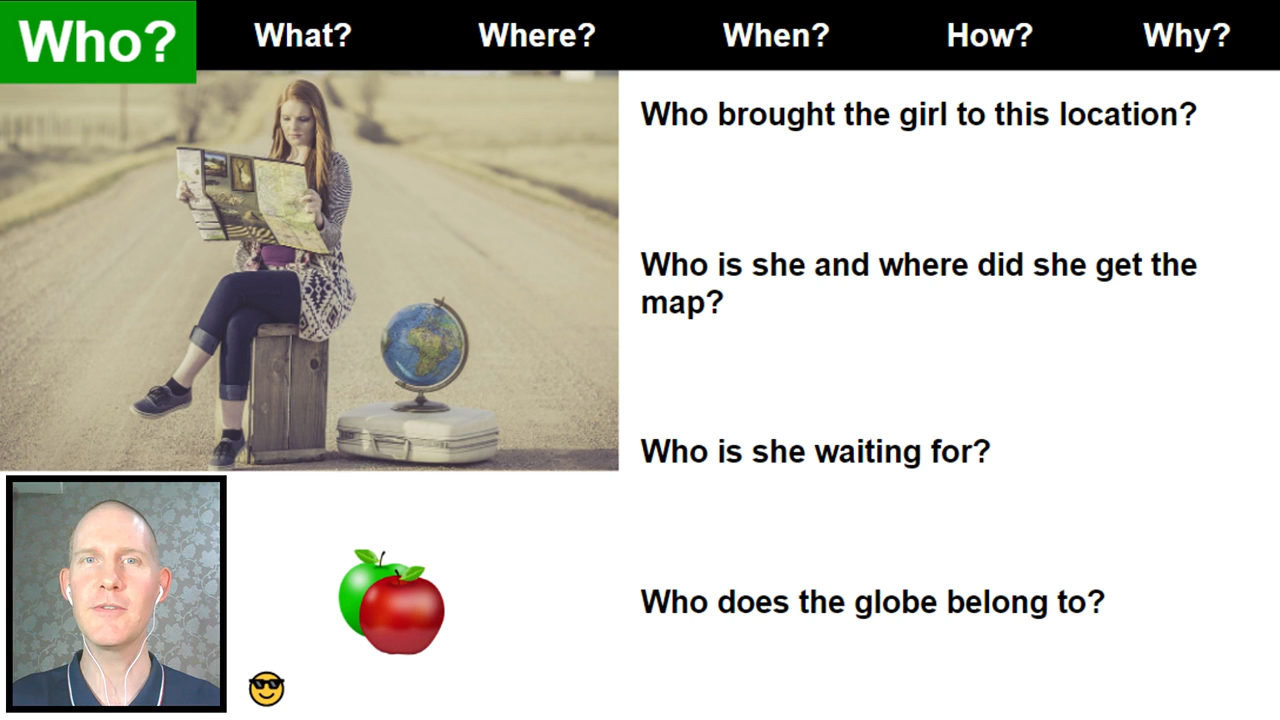 Who?
What?
Where?
When?
How?
Why?
Who brought the girl to this location?
Who is she and where did she get the
map?
Who is she waiting for?
Who does the globe belong to?